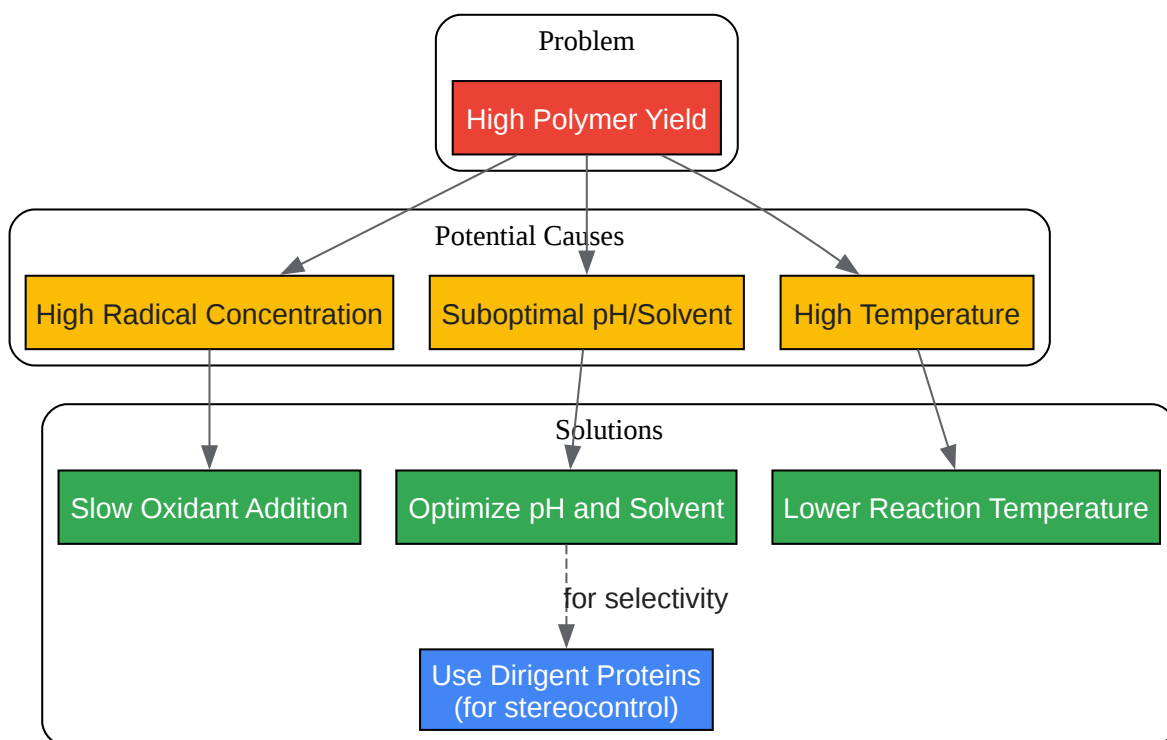 Problem
High Polymer Yield
Potential Causes
High Radical Concentration
Suboptimal pH/Solvent
High Temperature
Solutions
Slow Oxidant Addition
Optimize pH and Solvent
Lower Reaction Temperature
for selectivity
Use Dirigent Proteins
(for stereocontrol)